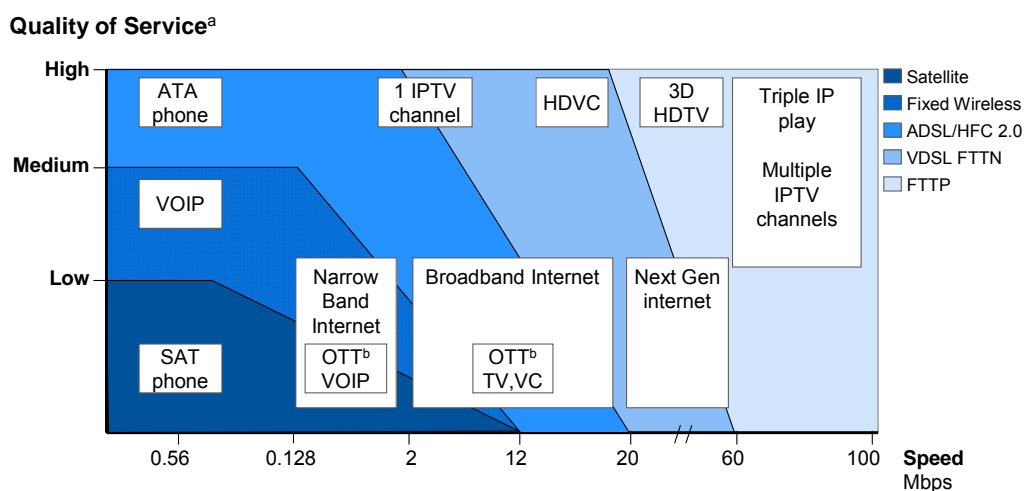 Quality of Serviceᵃ
High
Medium
Low
ATA
phone
1 IPTV
channel
HDVC
3D
HDTV
Triple IP
play
Multiple
IPTV
channels
VOIP
Narrow
Band
Internet
OTTᵇ
VOIP
Broadband Internet
OTTᵇ
TV,VC
Next Gen
internet
SAT
phone
Satellite
Fixed Wireless
ADSL/HFC 2.0
VDSL FTTN
FTTP
0.56
0.128
2
12
20
60
100
Speed
Mbps